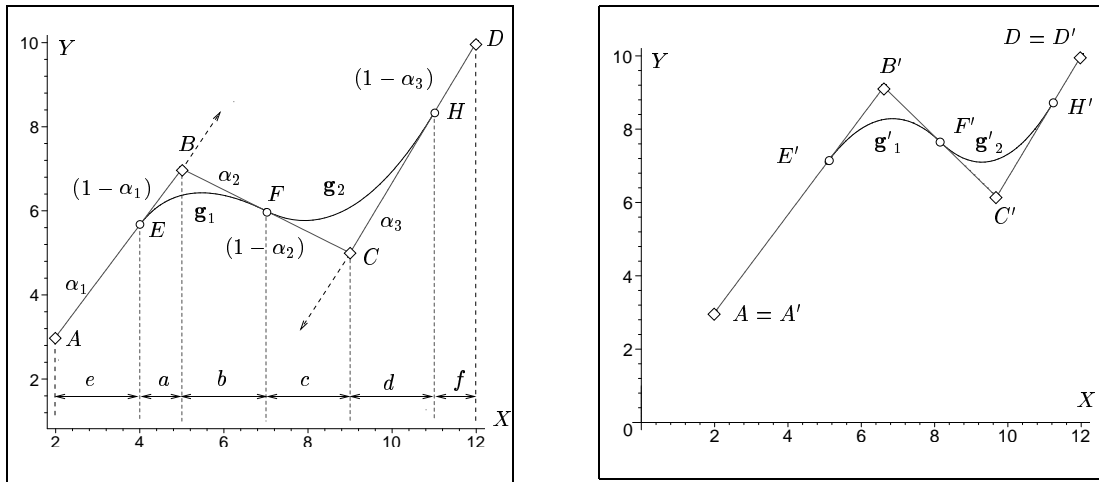 10
Y
D
(1 − α₃)
8
H
B
(1 − α₁)
α₂
F
g₂
6
E
g₁
α₃
(1 − α₂)
C
4
α₁
A
2
e a b c d f
X
2 4 6 8 10 12
D = D′
10
Y
B′
H′
8
F′
E′
g′₁
g′₂
6
C′
4
A = A′
2
X
0
2 4 6 8 10 12